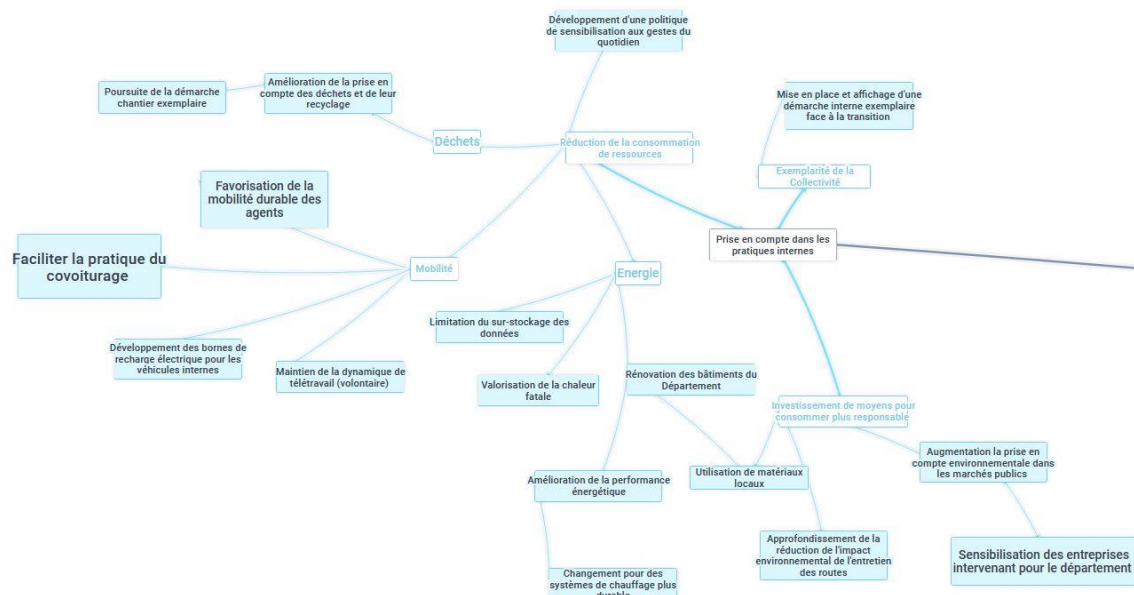 Développement d'une politique
de sensibilisation aux gestes du
quotidien
Poursuite de la démarche
chantier exemplaire
Amélioration de la prise en
compte des déchets et de leur
recyclage
Mise en place et affichage d'une
démarche interne exemplaire
face à la transition
Déchets
Réduction de la consommation
de ressources
Exemplarité de la
Collectivité
Favorisation de la
mobilité durable des
agents
Faciliter la pratique du
covoiturage
Mobilité
Energie
Prise en compte dans les
pratiques internes
Limitation du sur-stockage des
données
Développement des bornes de
recharge électrique pour les
véhicules internes
Maintien de la dynamique de
télétravail (volontaire)
Valorisation de la chaleur
fatale
Rénovation des bâtiments du
Département
Investissement de moyens pour
consommer plus responsable
Augmentation la prise en
compte environnementale dans
les marchés publics
Amélioration de la performance
énergétique
Utilisation de matériaux
locaux
Approfondissement de la
réduction de l'impact
environnemental de l'entretien
des routes
Sensibilisation des entreprises
intervenant pour le département
Changement pour des
systèmes de chauffage plus
durable